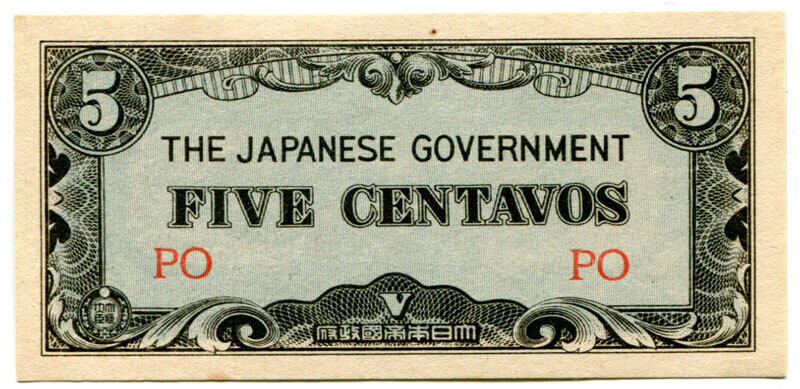 5 5
THE JAPANESE GOVERNMENT
FIVE CENTAVOS
PO PO
V
大日本帝國政府